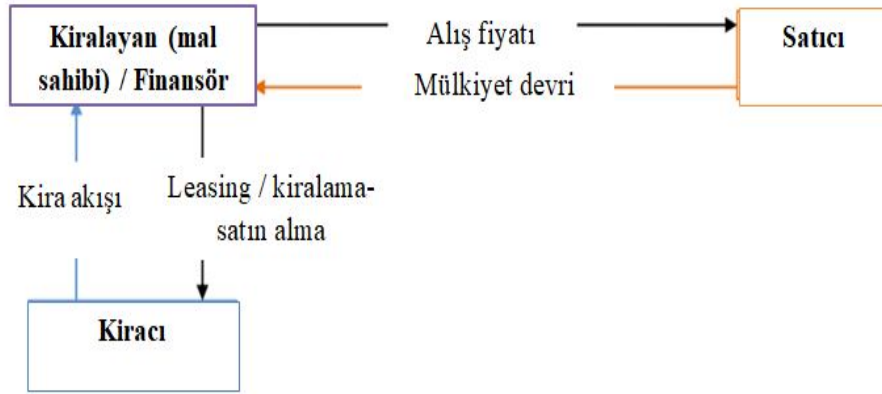 Kiralayan (mal
sahibi) / Finansör
Alış fiyatı
Mülkiyet devri
Satıcı
Kira akışı
Leasing / kiralama-
satın alma
Kiracı